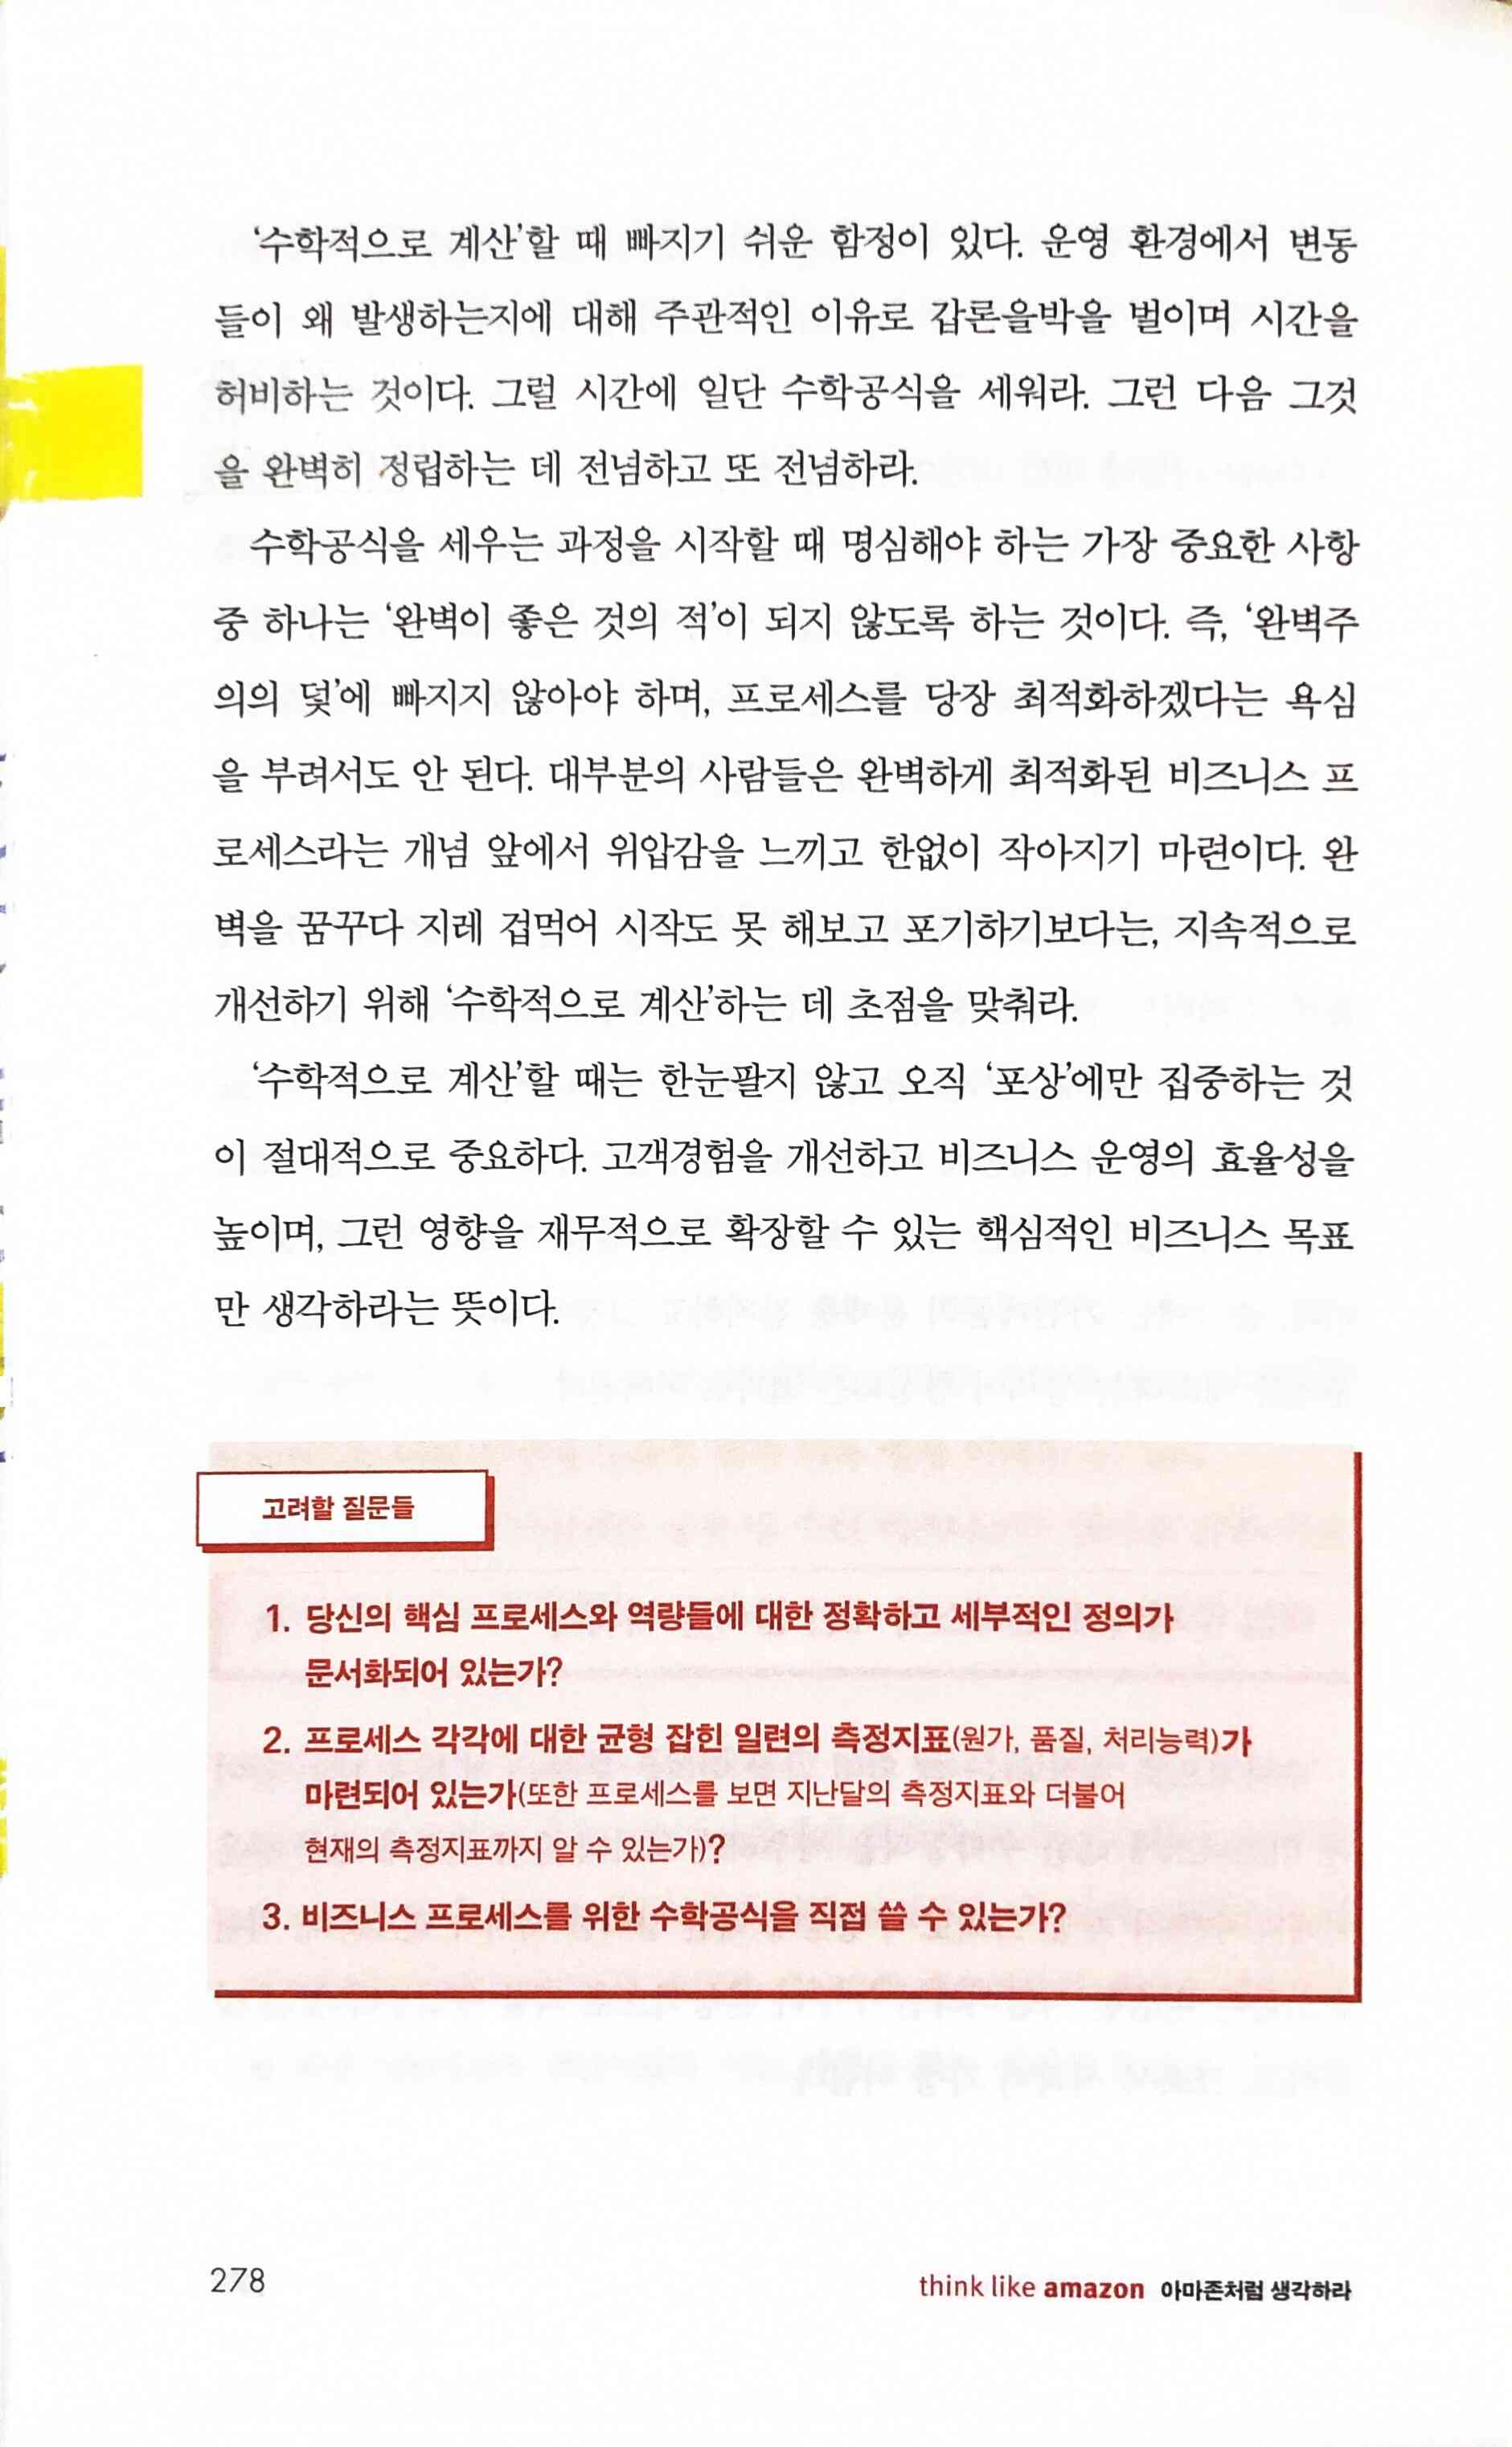 ‘수학적으로 계산’할 때 빠지기 쉬운 함정이 있다. 운영 환경에서 변동
들이 왜 발생하는지에 대해 주관적인 이유로 갑론을박을 벌이며 시간을
허비하는 것이다. 그럴 시간에 일단 수학공식을 세워라. 그런 다음 그것
을 완벽히 정립하는 데 전념하고 또 전념하라.
수학공식을 세우는 과정을 시작할 때 명심해야 하는 가장 중요한 사항
중 하나는 ‘완벽이 좋은 것의 적’이 되지 않도록 하는 것이다. 즉, ‘완벽주
의의 덫’에 빠지지 않아야 하며, 프로세스를 당장 최적화하겠다는 욕심
을 부려서도 안 된다. 대부분의 사람들은 완벽하게 최적화된 비즈니스 프
로세스라는 개념 앞에서 위압감을 느끼고 한없이 작아지기 마련이다. 완
벽을 꿈꾸다 지레 겁먹어 시작도 못 해보고 포기하기보다는, 지속적으로
개선하기 위해 ‘수학적으로 계산’하는 데 초점을 맞춰라.
‘수학적으로 계산’할 때는 한눈팔지 않고 오직 ‘포상’에만 집중하는 것
이 절대적으로 중요하다. 고객경험을 개선하고 비즈니스 운영의 효율성을
높이며, 그런 영향을 재무적으로 확장할 수 있는 핵심적인 비즈니스 목표
만 생각하라는 뜻이다.
고려할 질문들
1. 당신의 핵심 프로세스와 역량들에 대한 정확하고 세부적인 정의가
문서화되어 있는가?
2. 프로세스 각각에 대한 균형 잡힌 일련의 측정지표(원가, 품질, 처리능력)가
마련되어 있는가(또한 프로세스를 보면 지난달의 측정지표와 더불어
현재의 측정지표까지 알 수 있는가)?
3. 비즈니스 프로세스를 위한 수학공식을 직접 쓸 수 있는가?
278
think like amazon 아마존처럼 생각하라